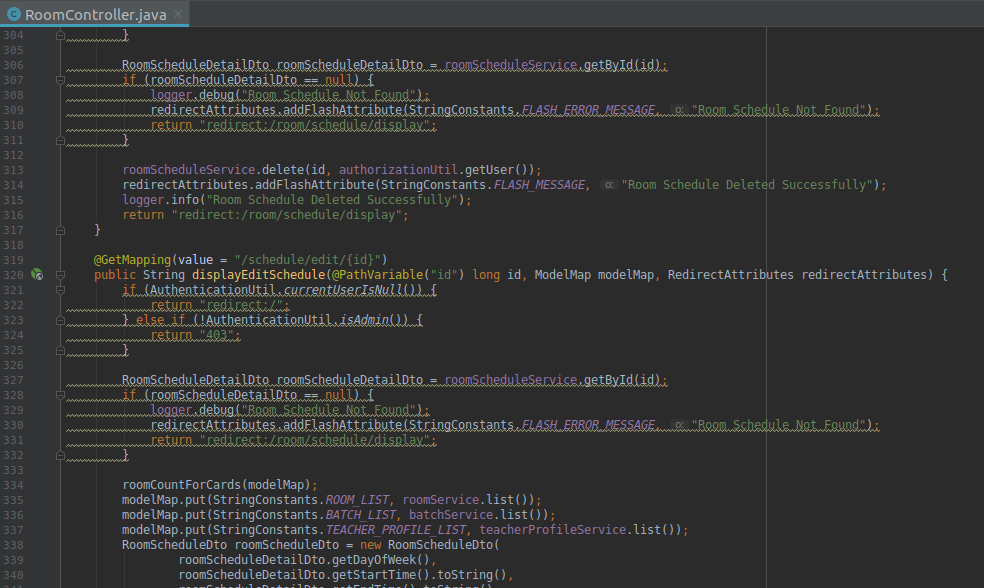 RoomController.java
304 }
305
306 RoomScheduleDetailDto roomScheduleDetailDto = roomScheduleService.getById(id);
307 if (roomScheduleDetailDto == null) {
308 logger.debug("Room Schedule Not Found");
309 redirectAttributes.addFlashAttribute(StringConstants.FLASH_ERROR_MESSAGE, o: "Room Schedule Not Found");
310 return "redirect:/room/schedule/display";
311 }
312
313 roomScheduleService.delete(id, authorizationUtil.getUser());
314 redirectAttributes.addFlashAttribute(StringConstants.FLASH_MESSAGE, o: "Room Schedule Deleted Successfully");
315 logger.info("Room Schedule Deleted Successfully");
316 return "redirect:/room/schedule/display";
317 }
318
319 @GetMapping(value = "/schedule/edit/{id}")
320 public String displayEditSchedule(@PathVariable("id") long id, ModelMap modelMap, RedirectAttributes redirectAttributes) {
321 if (AuthenticationUtil.currentUserIsNull()) {
322 return "redirect:/";
323 } else if (!AuthenticationUtil.isAdmin()) {
324 return "403";
325 }
326
327 RoomScheduleDetailDto roomScheduleDetailDto = roomScheduleService.getById(id);
328 if (roomScheduleDetailDto == null) {
329 logger.debug("Room Schedule Not Found");
330 redirectAttributes.addFlashAttribute(StringConstants.FLASH_ERROR_MESSAGE, o: "Room Schedule Not Found");
331 return "redirect:/room/schedule/display";
332 }
333
334 roomCountForCards(modelMap);
335 modelMap.put(StringConstants.ROOM_LIST, roomService.list());
336 modelMap.put(StringConstants.BATCH_LIST, batchService.list());
337 modelMap.put(StringConstants.TEACHER_PROFILE_LIST, teacherProfileService.list());
338 RoomScheduleDto roomScheduleDto = new RoomScheduleDto(
339 roomScheduleDetailDto.getDayOfWeek(),
340 roomScheduleDetailDto.getStartTime().toString(),